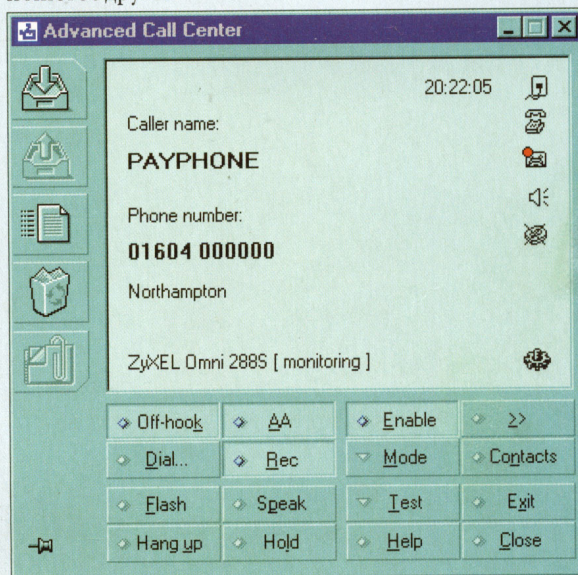 Advanced Call Center
20:22:05
Caller name:
PAYPHONE
Phone number:
01604 000000
Northampton
ZyXEL Omni 288S [ monitoring ]
Off-hook AA Enable >>
Dial... Rec Mode Contacts
Flash Speak Test Exit
Hang up Hold Help Close